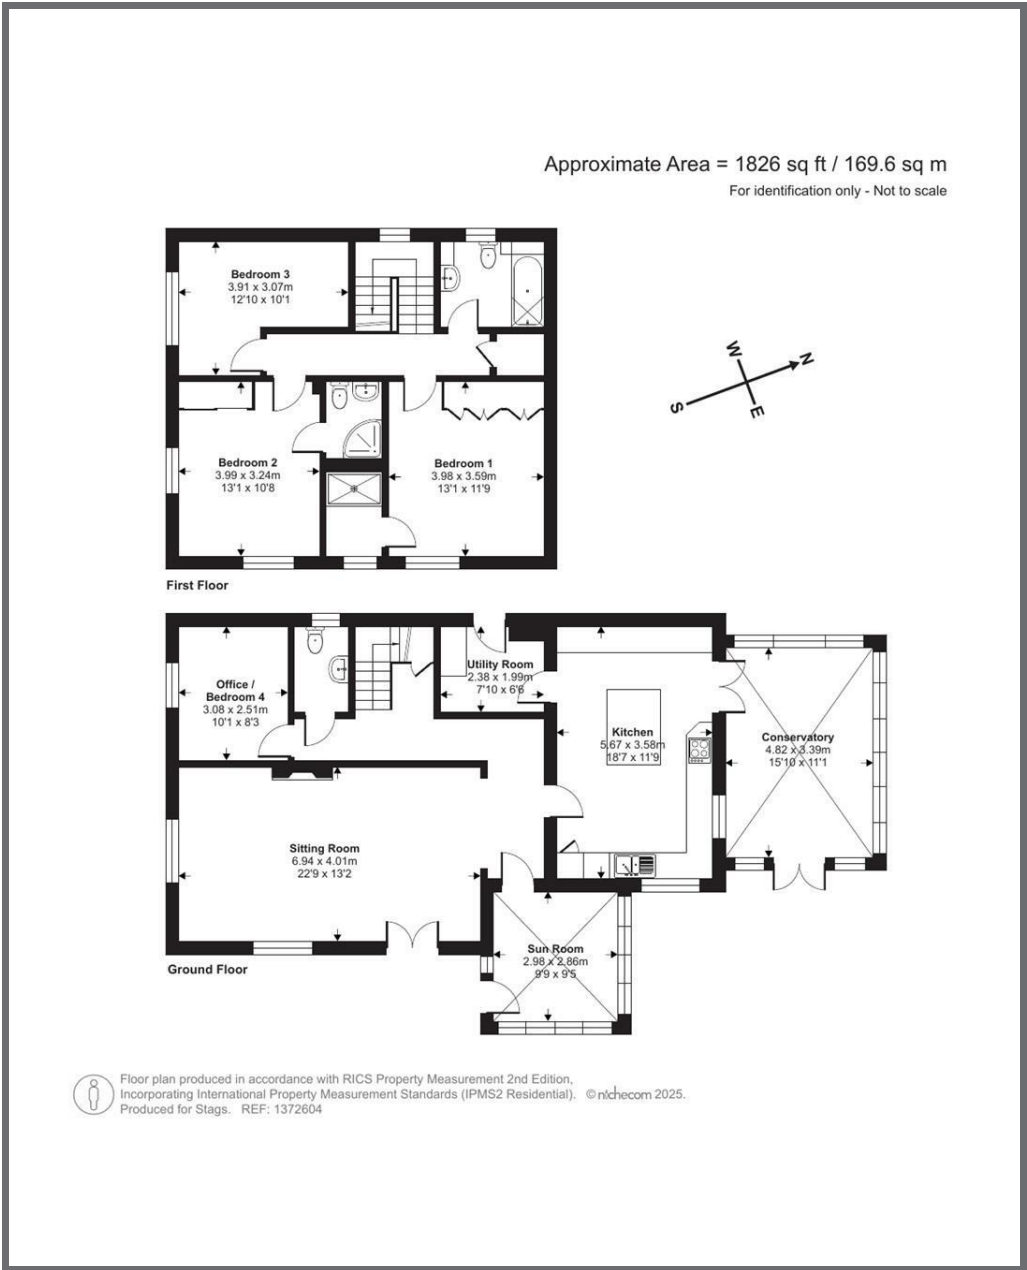 Approximate Area = 1826 sq ft / 169.6 sq m
For identification only - Not to scale
Bedroom 3
3.91 x 3.07m
12'10 x 10'1
W
N
S
E
Bedroom 2
3.99 x 3.24m
13'1 x 10'8
Bedroom 1
3.98 x 3.59m
13'1 x 11'9
First Floor
Office /
Bedroom 4
3.08 x 2.51m
10'1 x 8'3
Utility Room
2.38 x 1.99m
7'10 x 6'6
Kitchen
5.67 x 3.58m
18'7 x 11'9
Conservatory
4.82 x 3.39m
15'10 x 11'1
Sitting Room
6.94 x 4.01m
22'9 x 13'2
Sun Room
2.98 x 2.86m
9'9 x 9'5
Ground Floor
Floor plan produced in accordance with RICS Property Measurement 2nd Edition,
Incorporating International Property Measurement Standards (IPMS2 Residential). © nichecom 2025.
Produced for Stags. REF: 1372604